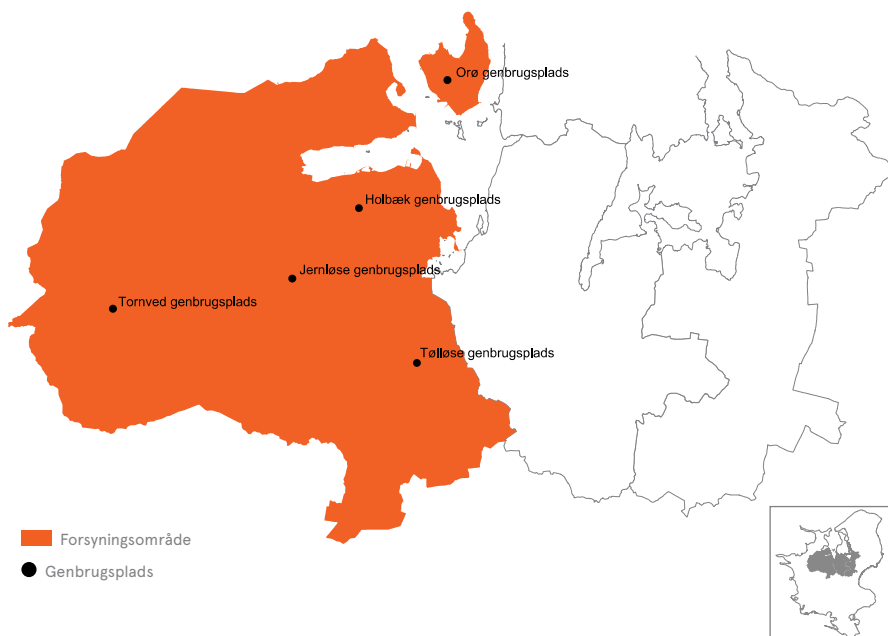 Orø genbrugsplads
Holbæk genbrugsplads
Jernløse genbrugsplads
Tornved genbrugsplads
Tølløse genbrugsplads
Forsyningsområde
Genbrugsplads